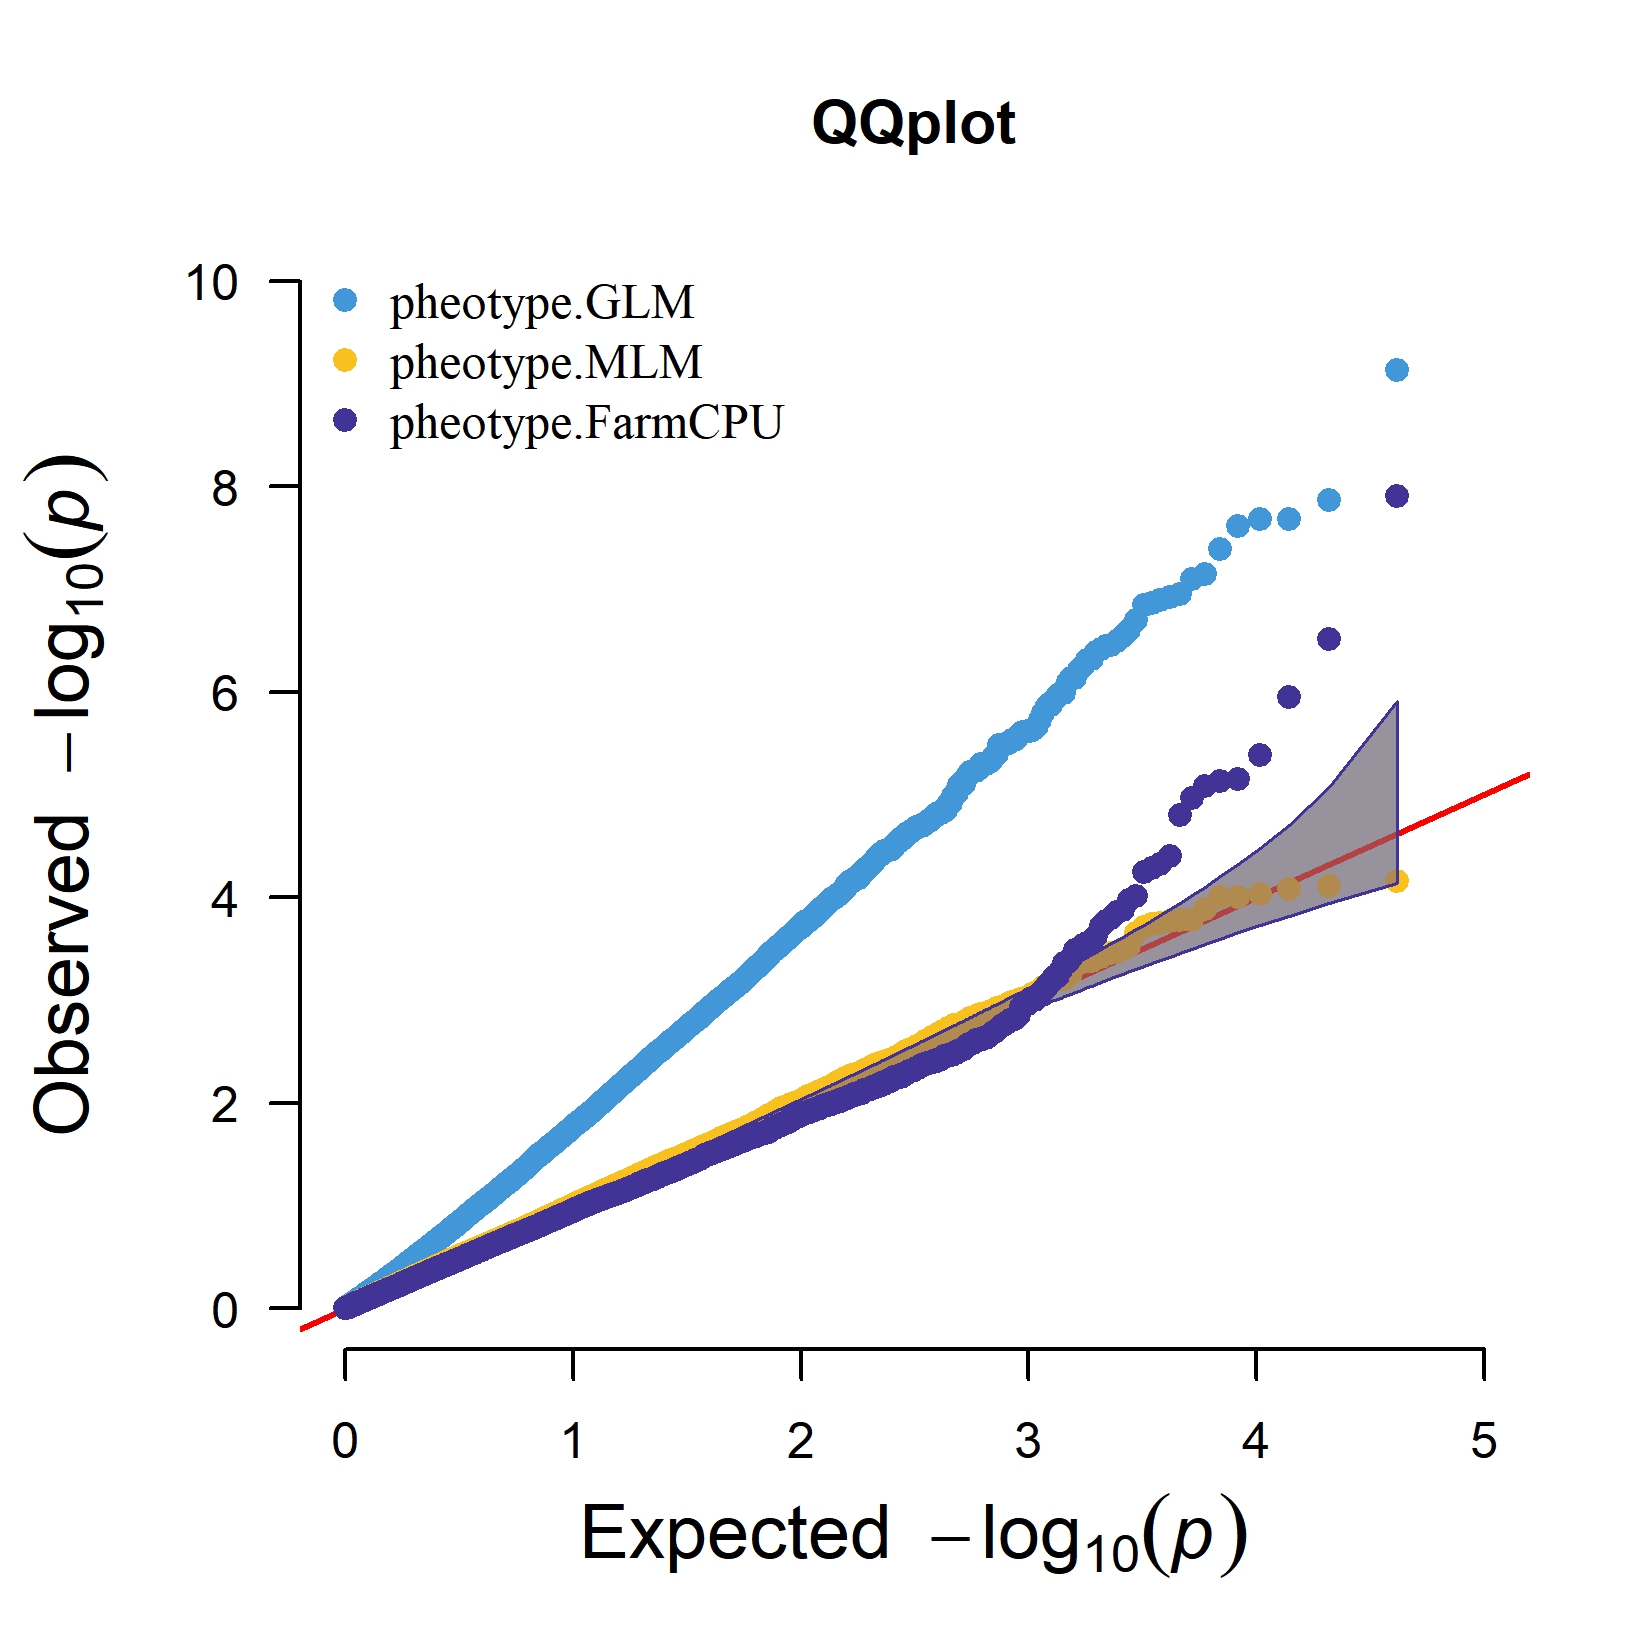 QQplot
10
8
6
4
2
0
pheotype.GLM
pheotype.MLM
pheotype.FarmCPU
Observed −log10(p)
0 1 2 3 4 5
Expected −log10(p)